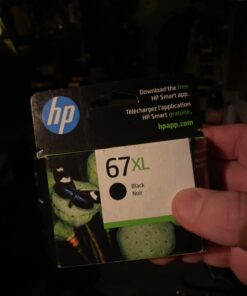 hp
Download the free
HP Smart app.
Téléchargez l'application
HP Smart gratuite.
hpapp.com
67XL
Black
Noir